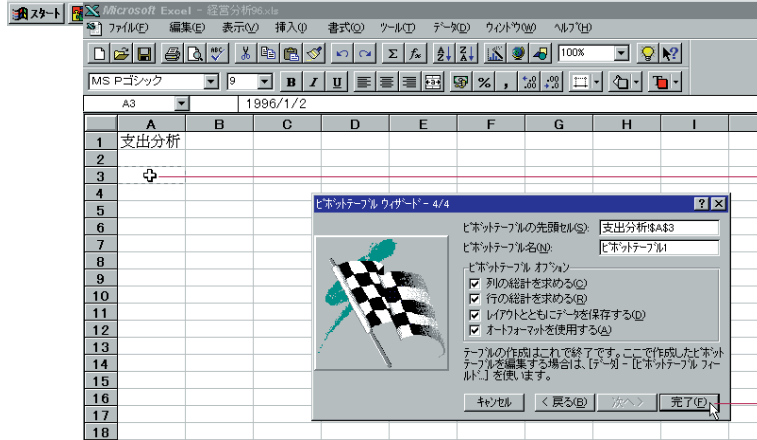 スタート
Microsoft Excel - 経営分析96.xls
ﾌｧｲﾙ(F) 編集(E) 表示(V) 挿入(I) 書式(O) ﾂｰﾙ(T) ﾃﾞｰﾀ(D) ｳｨﾝﾄﾞｳ(W) ﾍﾙﾌﾟ(H)
ABC Σ fx A Z Z A 100%
MS Pゴシック 9 B I U % ,
A3 1996/1/2
A B C D E F G H I
1 支出分析
2
3
4
5
6
7
8
9
10
11
12
13
14
15
16
17
18
ﾋﾟﾎﾞｯﾄﾃｰﾌﾞﾙ ｳｨｻﾞｰﾄﾞ - 4/4
ﾋﾟﾎﾞｯﾄﾃｰﾌﾞﾙの先頭ｾﾙ(S): 支出分析!$A$3
ﾋﾟﾎﾞｯﾄﾃｰﾌﾞﾙ名(N): ﾋﾟﾎﾞｯﾄﾃｰﾌﾞﾙ1
ﾋﾟﾎﾞｯﾄﾃｰﾌﾞﾙ ｵﾌﾟｼｮﾝ
列の総計を求める(C)
行の総計を求める(R)
ﾚｲｱｳﾄとともにﾃﾞｰﾀを保存する(D)
ｵｰﾄﾌｫｰﾏｯﾄを使用する(A)
ﾃｰﾌﾞﾙの作成はこれで終了です。ここで作成したﾋﾟﾎﾞｯﾄ
ﾃｰﾌﾞﾙを編集する場合は、[ﾃﾞｰﾀ] - [ﾋﾟﾎﾞｯﾄﾃｰﾌﾞﾙ ﾌｨｰ
ﾙﾄﾞ...] を使います。
ｷｬﾝｾﾙ < 戻る(B) 次へ > 完了(F)